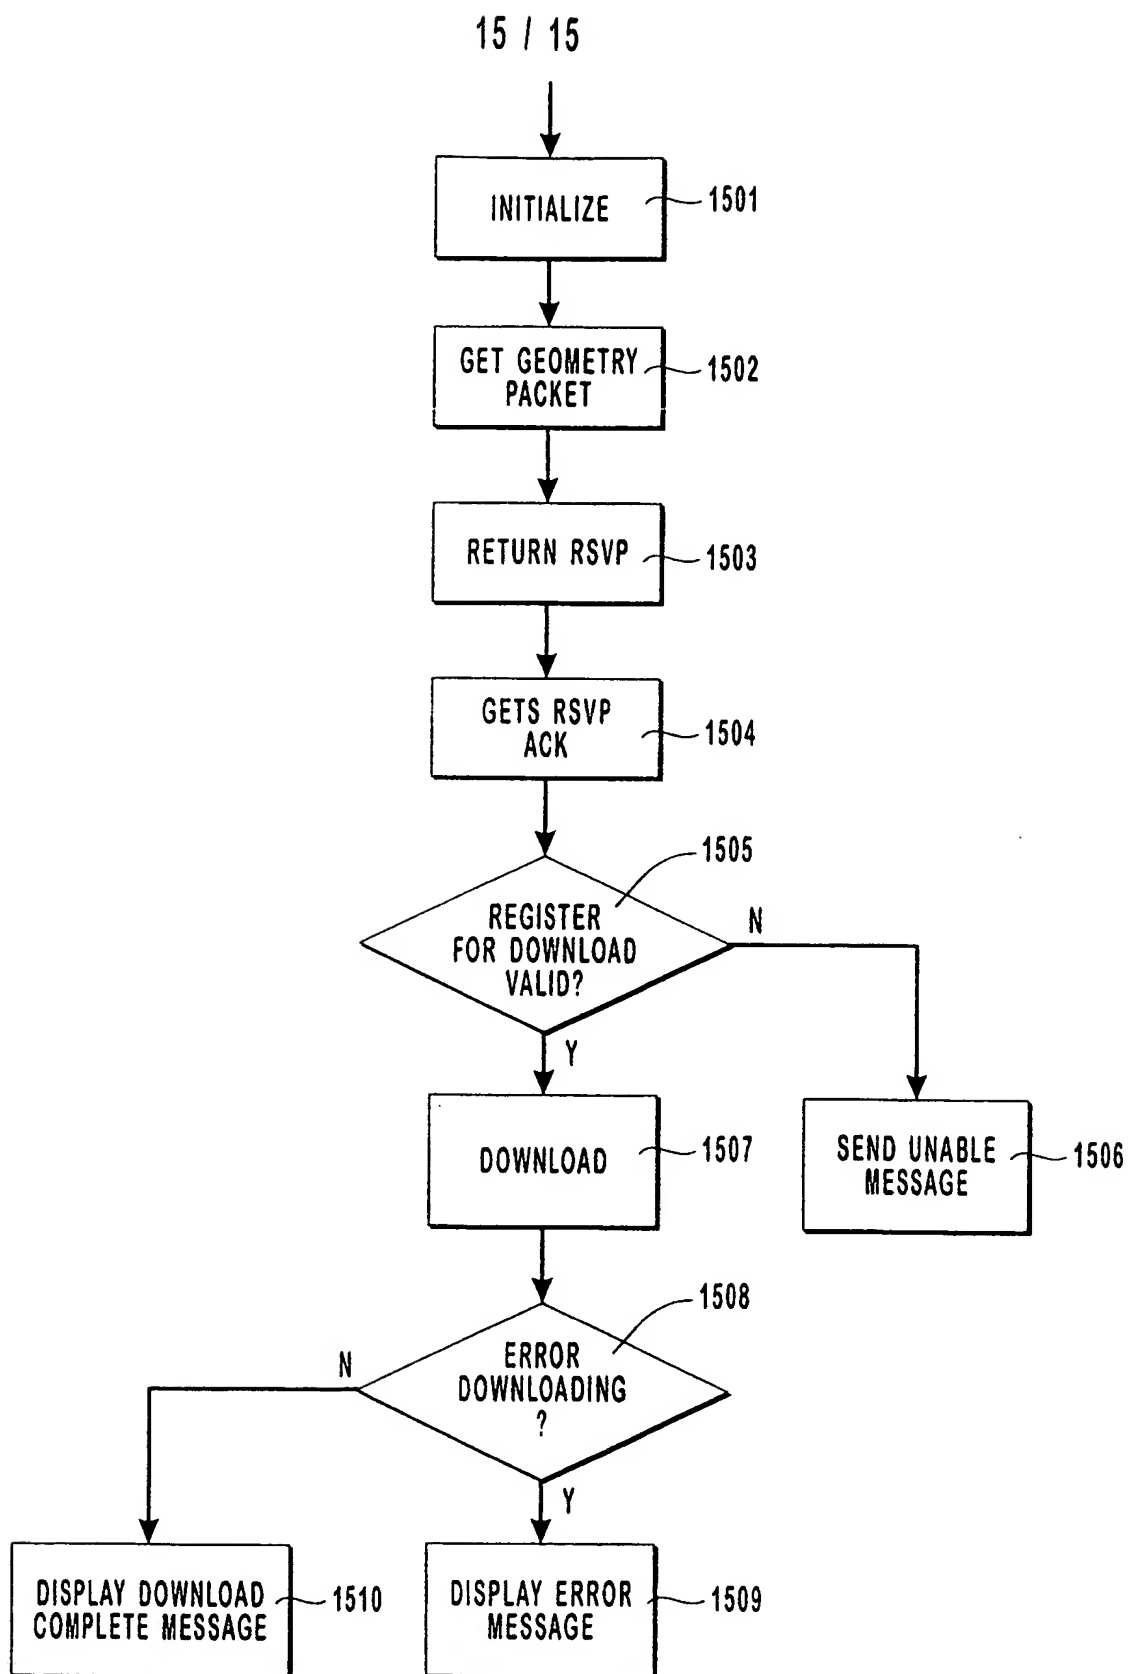 15 / 15
INITIALIZE
1501
GET GEOMETRY
PACKET
1502
RETURN RSVP
1503
GETS RSVP
ACK
1504
1505
REGISTER
FOR DOWNLOAD
VALID?
N
Y
DOWNLOAD
1507
SEND UNABLE
MESSAGE
1506
1508
ERROR
DOWNLOADING
?
N
Y
DISPLAY DOWNLOAD
COMPLETE MESSAGE
1510
DISPLAY ERROR
MESSAGE
1509